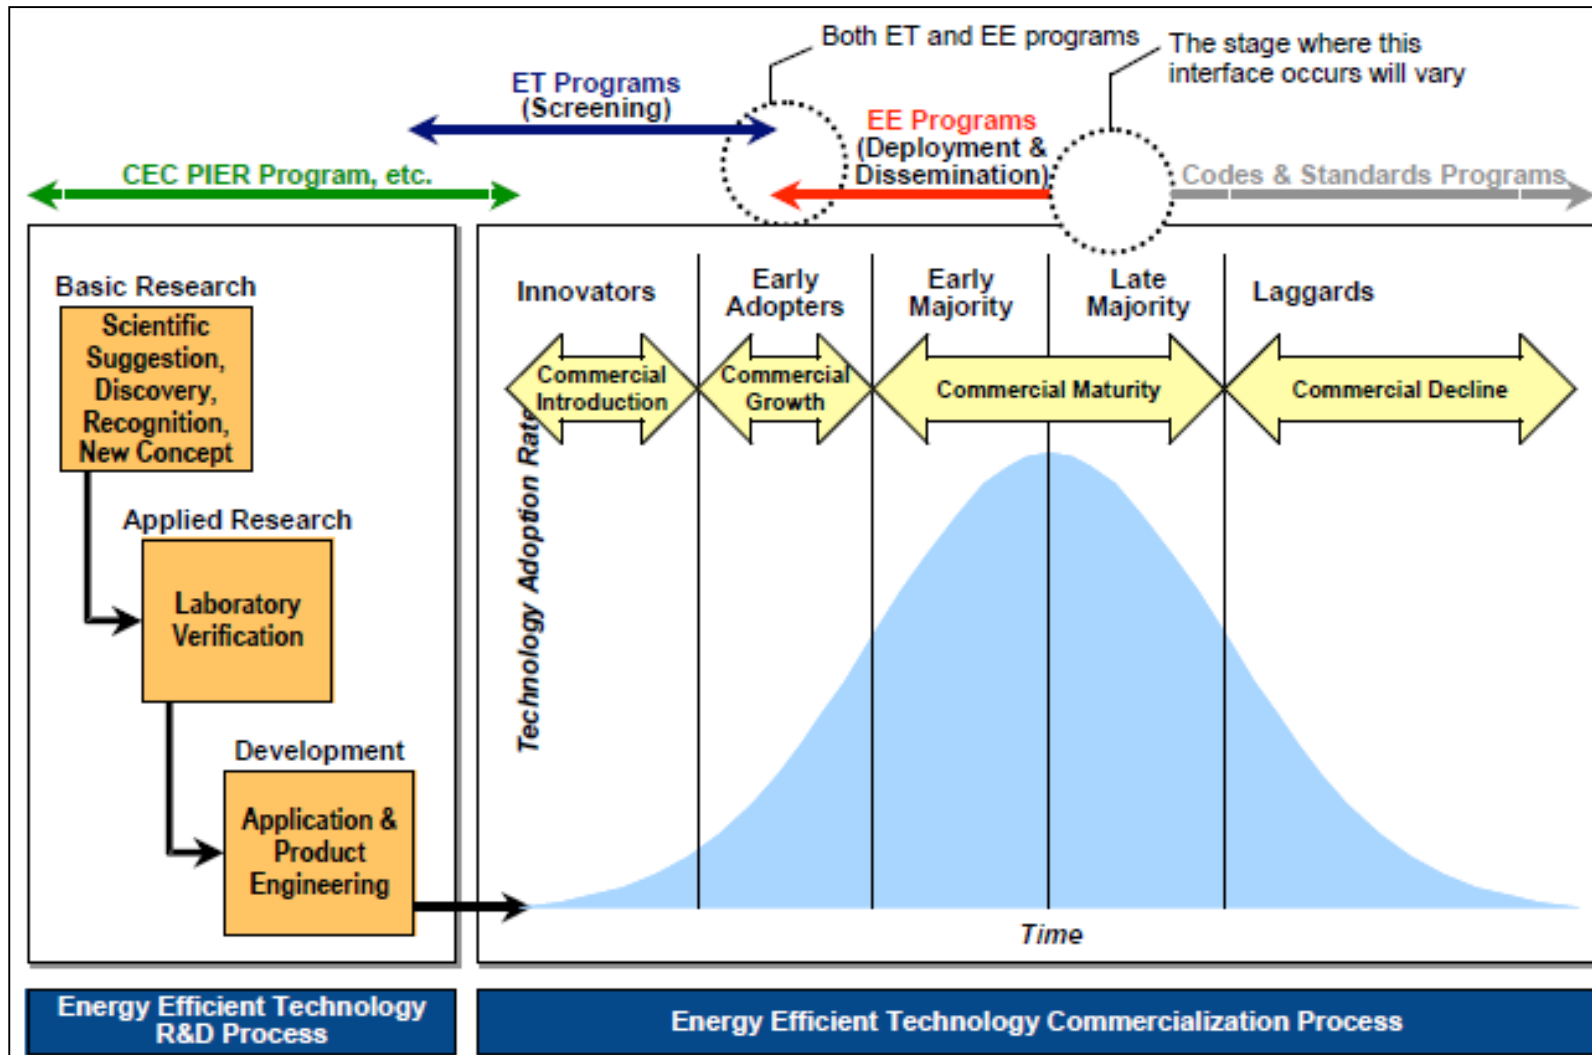 Both ET and EE programs
The stage where this
interface occurs will vary
ET Programs
(Screening)
EE Programs
(Deployment &
Dissemination)
CEC PIER Program, etc.
Codes & Standards Programs
Basic Research
Scientific
Suggestion,
Discovery,
Recognition,
New Concept
Applied Research
Laboratory
Verification
Development
Application &
Product
Engineering
Innovators
Early
Adopters
Early
Majority
Late
Majority
Laggards
Commercial
Introduction
Commercial
Growth
Commercial Maturity
Commercial Decline
Technology Adoption Rate
Time
Energy Efficient Technology
R&D Process
Energy Efficient Technology Commercialization Process